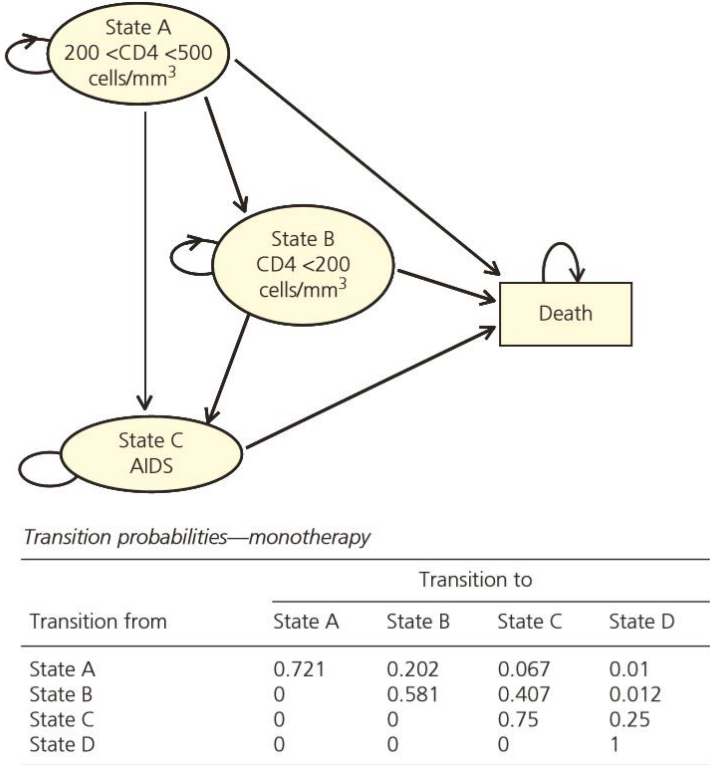 State A
200 <CD4 <500
cells/mm³
State B
CD4 <200
cells/mm³
Death
State C
AIDS
Transition probabilities—monotherapy
Transition to
Transition from State A State B State C State D
State A 0.721 0.202 0.067 0.01
State B 0 0.581 0.407 0.012
State C 0 0 0.75 0.25
State D 0 0 0 1